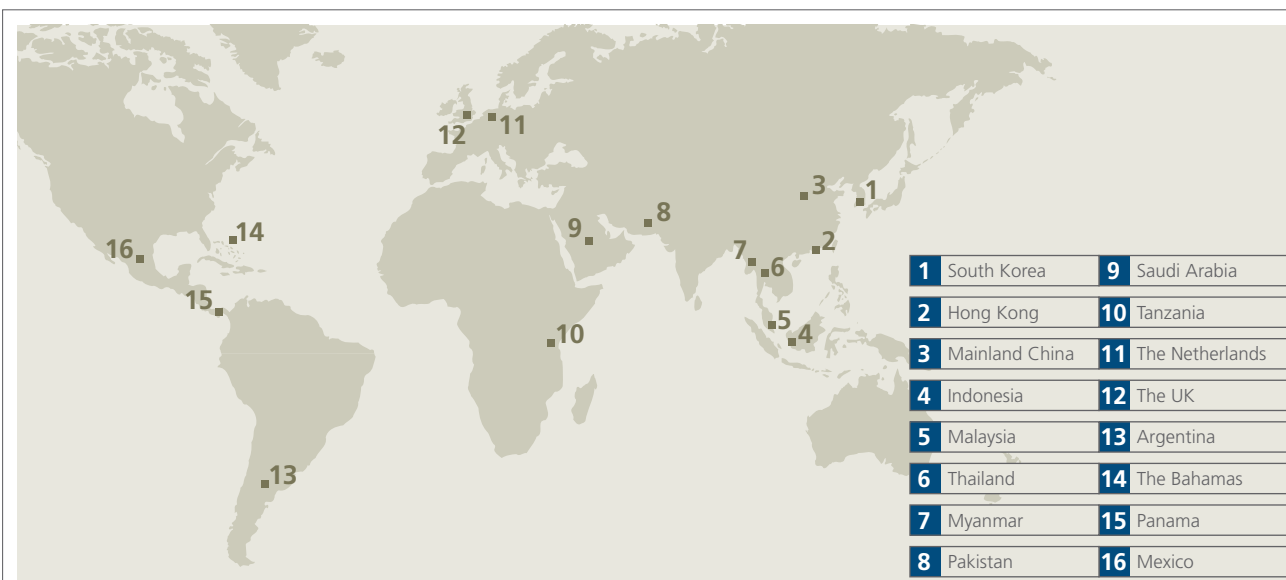 12
11
3
1
8
14
9
2
16
7
6
15
5
4
10
13
1 South Korea
2 Hong Kong
3 Mainland China
4 Indonesia
5 Malaysia
6 Thailand
7 Myanmar
8 Pakistan
9 Saudi Arabia
10 Tanzania
11 The Netherlands
12 The UK
13 Argentina
14 The Bahamas
15 Panama
16 Mexico